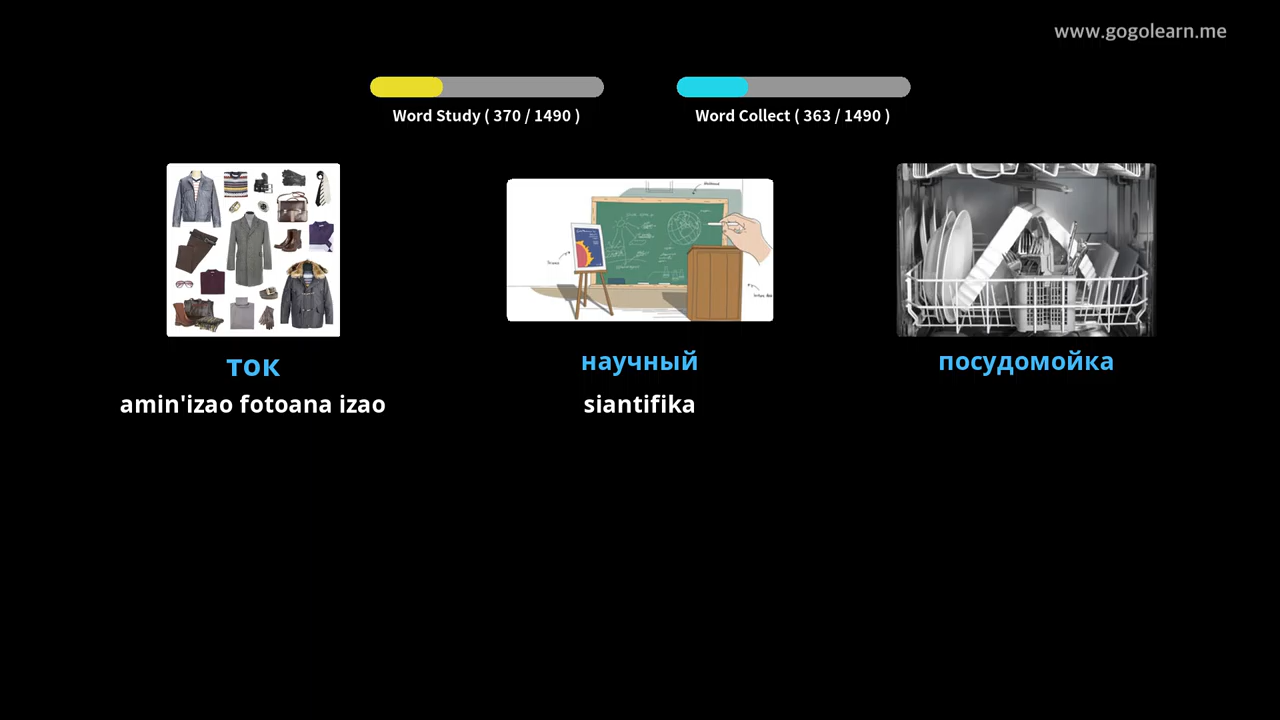 www.gogolearn.me
Word Study ( 370 / 1490 )
Word Collect ( 363 / 1490 )
ток
научный
посудомойка
amin'izao fotoana izao
siantifika